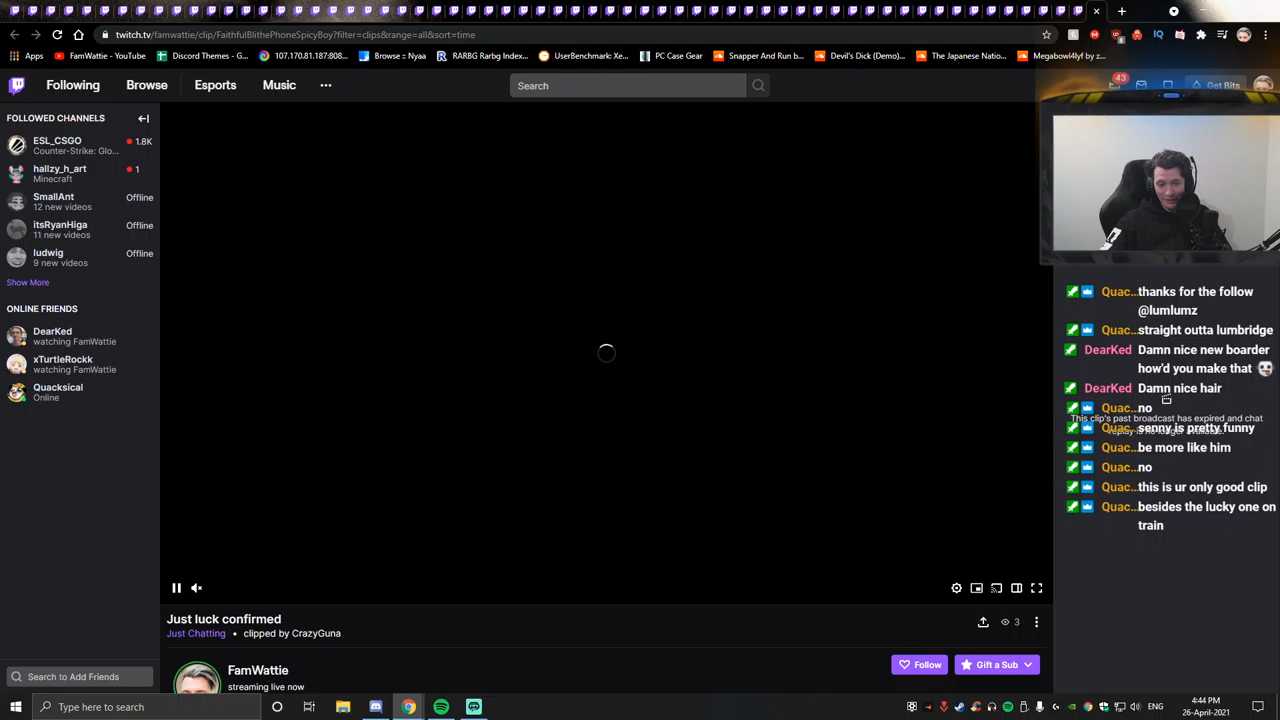 twitch.tv/famwattie/clip/FaithfulBlithePhoneSpicyBoy?filter=clips&range=all&sort=time
Apps
FamWattie - YouTube
Discord Themes - G...
107.170.81.187:808...
Browse :: Nyaa
RARBG Rarbg Index...
UserBenchmark: Xe...
PC Case Gear
Snapper And Run b...
Devil's Dick (Demo)...
The Japanese Natio...
Megabowl4lyf by z...
Following
Browse
Esports
Music
Search
43
Get Bits
FOLLOWED CHANNELS
ESL_CSGO
1.8K
Counter-Strike: Glo...
hallzy_h_art
1
Minecraft
SmallAnt
Offline
12 new videos
itsRyanHiga
Offline
11 new videos
ludwig
Offline
9 new videos
Show More
ONLINE FRIENDS
DearKed
watching FamWattie
xTurtleRockk
watching FamWattie
Quacksical
Online
Search to Add Friends
Quac...thanks for the follow
@lumlumz
Quac...straight outta lumbridge
DearKed Damn nice new boarder
how'd you make that
DearKed Damn nice hair
Quac...no
This clip's past broadcast has expired and chat
Quac...senny is pretty funny
Quac...be more like him
Quac...no
Quac...this is ur only good clip
Quac...besides the lucky one on
train
Just luck confirmed
Just Chatting • clipped by CrazyGuna
3
FamWattie
streaming live now
Follow
Gift a Sub
Type here to search
ENG
4:44 PM
26-April-2021